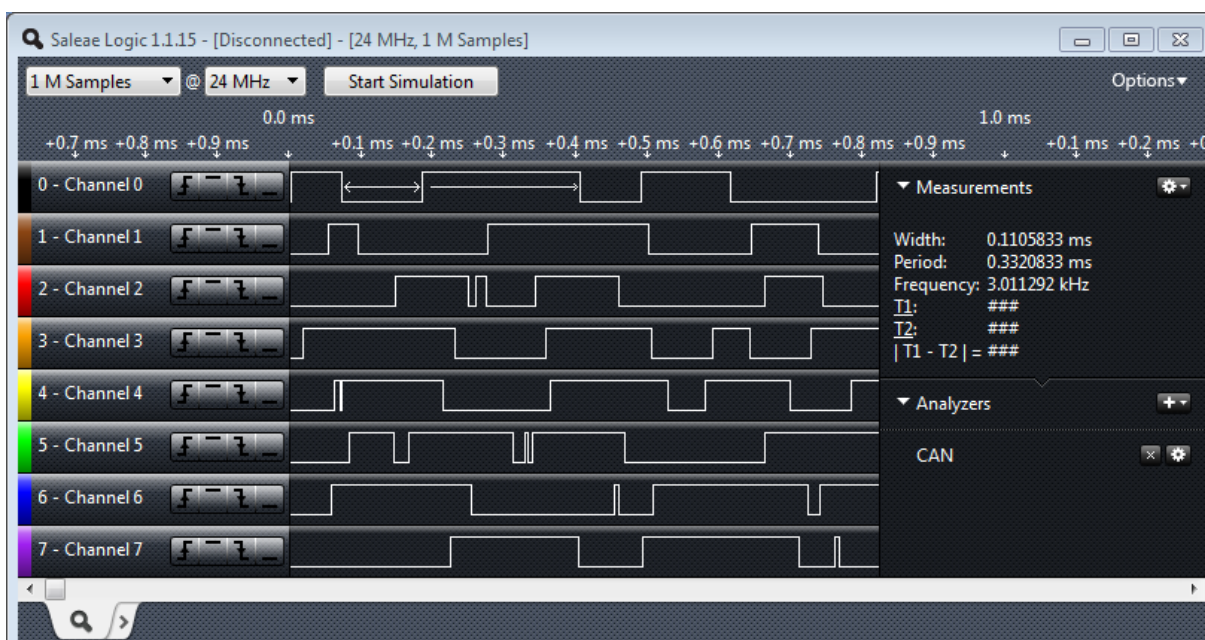 Saleae Logic 1.1.15 - [Disconnected] - [24 MHz, 1 M Samples]
1 M Samples @ 24 MHz Start Simulation Options
0.0 ms 1.0 ms
+0.7 ms +0.8 ms +0.9 ms +0.1 ms +0.2 ms +0.3 ms +0.4 ms +0.5 ms +0.6 ms +0.7 ms +0.8 ms +0.9 ms +0.1 ms +0.2 ms +0
0 - Channel 0
1 - Channel 1
2 - Channel 2
3 - Channel 3
4 - Channel 4
5 - Channel 5
6 - Channel 6
7 - Channel 7
Measurements
Width: 0.1105833 ms
Period: 0.3320833 ms
Frequency: 3.011292 kHz
T1: ###
T2: ###
| T1 - T2 | = ###
Analyzers
CAN